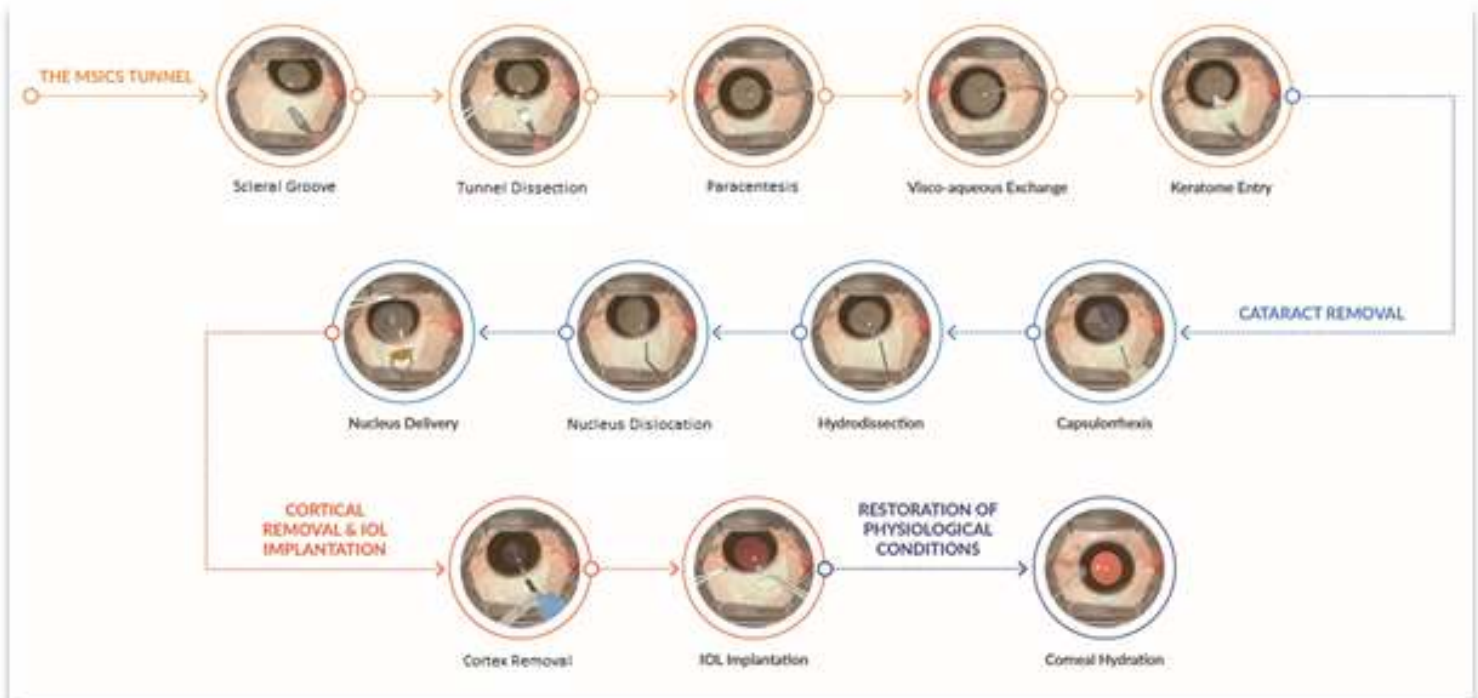 THE MSICS TUNNEL
Scleral Groove
Tunnel Dissection
Paracentesis
Visco-aqueous Exchange
Keratome Entry
CATARACT REMOVAL
Nucleus Delivery
Nucleus Dislocation
Hydrodissection
Capsulorrhexis
CORTICAL
REMOVAL & IOL
IMPLANTATION
RESTORATION OF
PHYSIOLOGICAL
CONDITIONS
Cortex Removal
IOL Implantation
Corneal Hydration